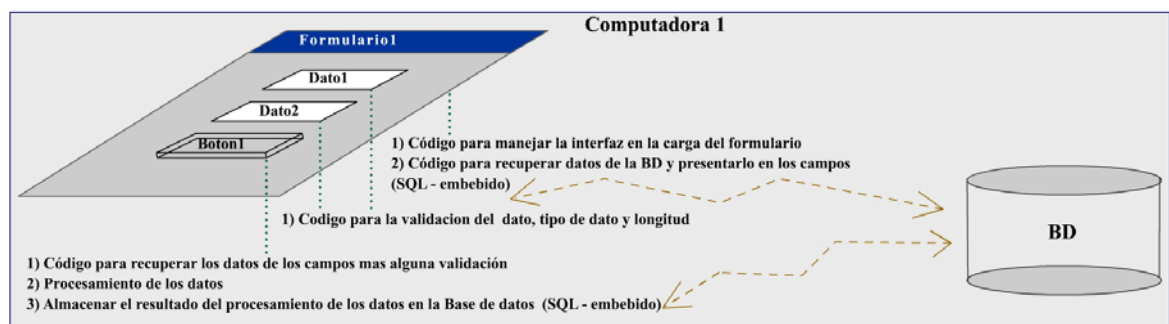 Computadora 1
Formulario1
Dato1
Dato2
Boton1
1) Código para manejar la interfaz en la carga del formulario
2) Código para recuperar datos de la BD y presentarlo en los campos
(SQL - embebido)
1) Codigo para la validacion del dato, tipo de dato y longitud
BD
1) Código para recuperar los datos de los campos mas alguna validación
2) Procesamiento de los datos
3) Almacenar el resultado del procesamiento de los datos en la Base de datos (SQL - embebido)